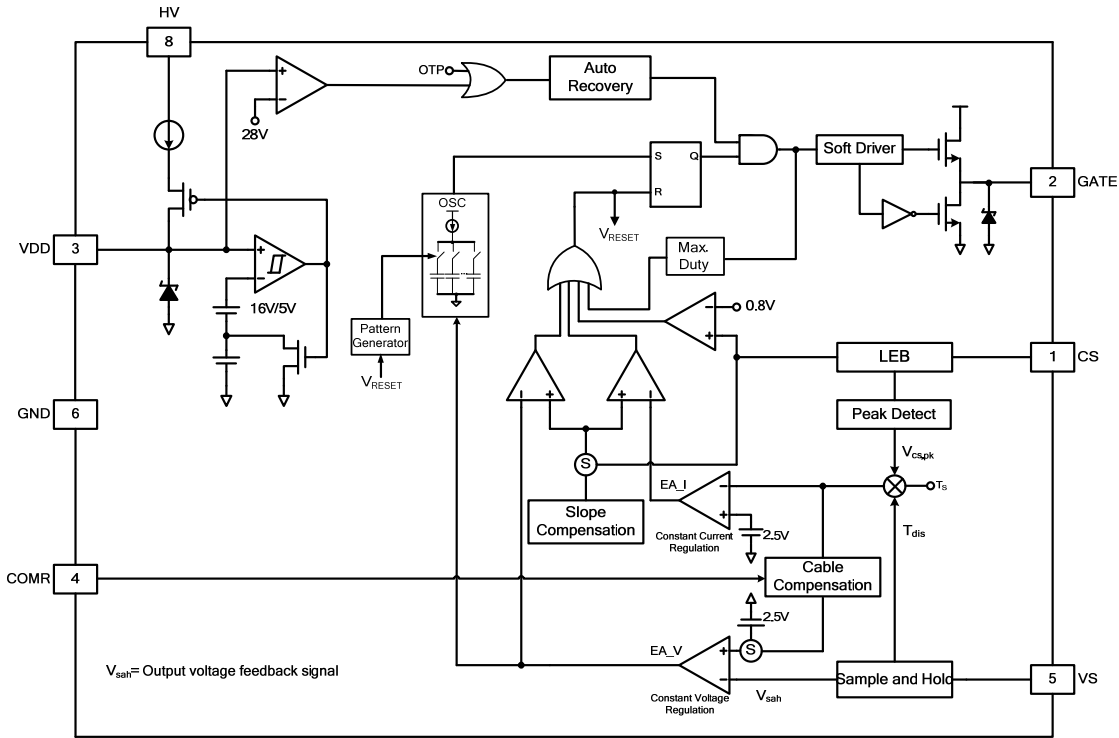 HV
8
OTP
Auto
Recovery
28V
S
Q
R
Soft Driver
2
GATE
OSC
...
VRESET
VDD
3
Max.
Duty
16V/5V
0.8V
Pattern
Generator
VRESET
LEB
1
CS
GND
6
Peak Detect
Vcs,pk
S
EA_I
TS
Slope
Compensation
Constant Current
Regulation
2.5V
Tdis
COMR
4
Cable
Compensation
2.5V
EA_V
S
Vsah= Output voltage feedback signal
Constant Voltage
Regulation
Vsah
Sample and Hold
5
VS